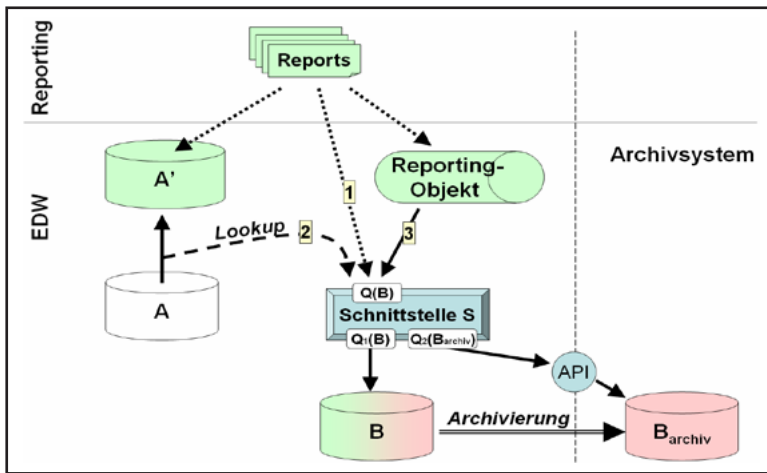 Reporting
Reports
EDW
Archivsystem
A'
Reporting-
Objekt
1
Lookup
2
3
A
Q(B)
Schnittstelle S
Q1(B)
Q2(Barchiv)
API
B
Archivierung
Barchiv